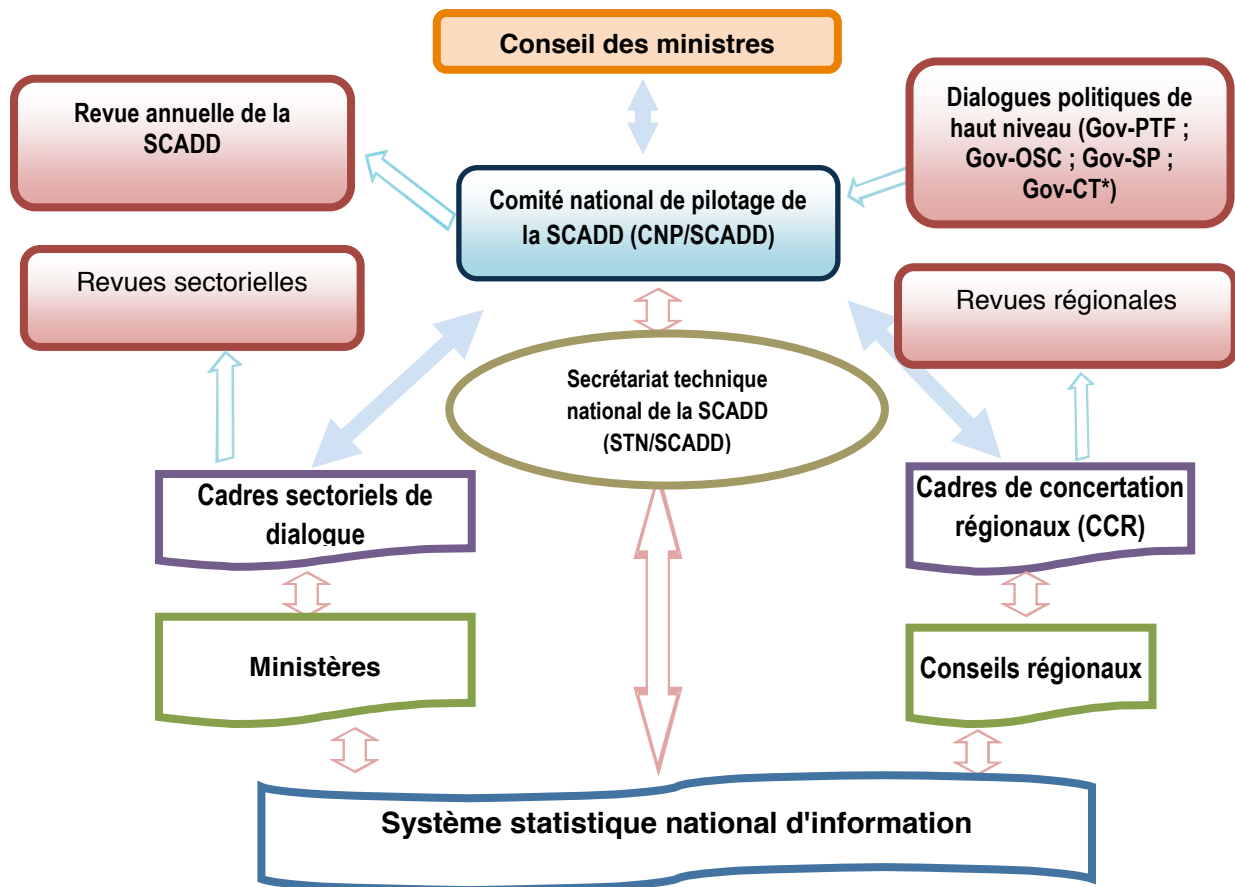 Conseil des ministres
Revue annuelle de la
SCADD
Dialogues politiques de
haut niveau (Gov-PTF ;
Gov-OSC ; Gov-SP ;
Gov-CT*)
Comité national de pilotage de
la SCADD (CNP/SCADD)
Revues sectorielles
Revues régionales
Secrétariat technique
national de la SCADD
(STN/SCADD)
Cadres sectoriels de
dialogue
Cadres de concertation
régionaux (CCR)
Ministères
Conseils régionaux
Système statistique national d'information